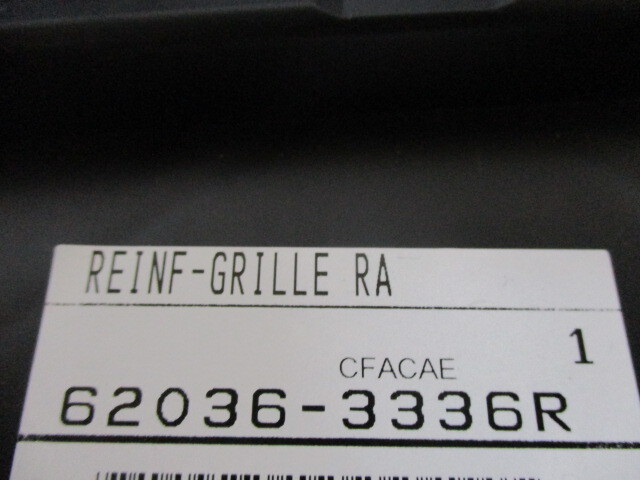 REINF-GRILLE RA
1
CFACAE
62036-3336R